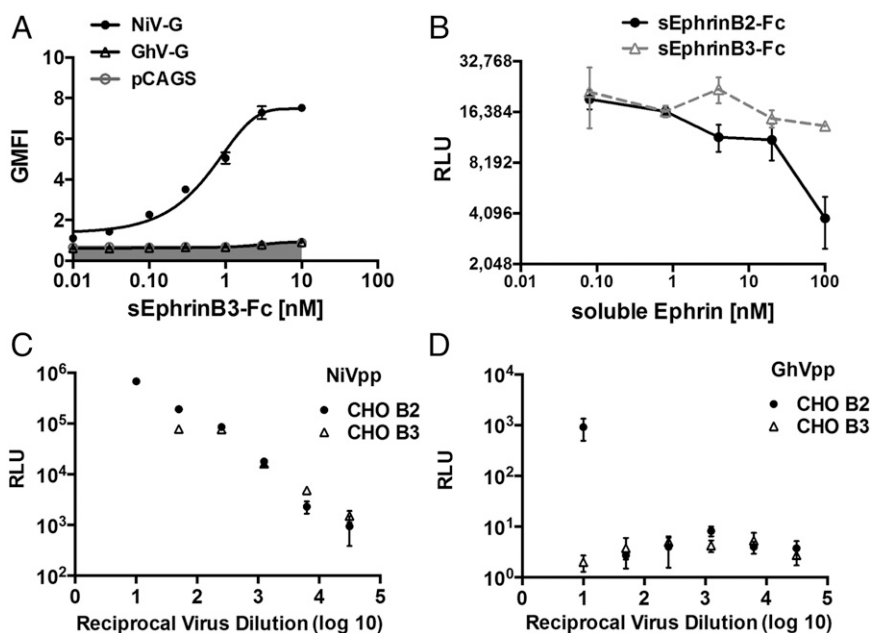 A
NiV-G
GhV-G
pCAGS
10
8
6
4
2
0
GMFI
0.01 0.10 1 10 100
sEphrinB3-Fc [nM]
B
sEphrinB2-Fc
sEphrinB3-Fc
32,768
16,384
8,192
4,096
2,048
RLU
0.01 0.10 1 10 100
soluble Ephrin [nM]
C
NiVpp
CHO B2
CHO B3
10^6
10^5
10^4
10^3
10^2
RLU
0 1 2 3 4 5
Reciprocal Virus Dilution (log 10)
D
GhVpp
CHO B2
CHO B3
10^4
10^3
10^2
10^1
10^0
RLU
0 1 2 3 4 5
Reciprocal Virus Dilution (log 10)